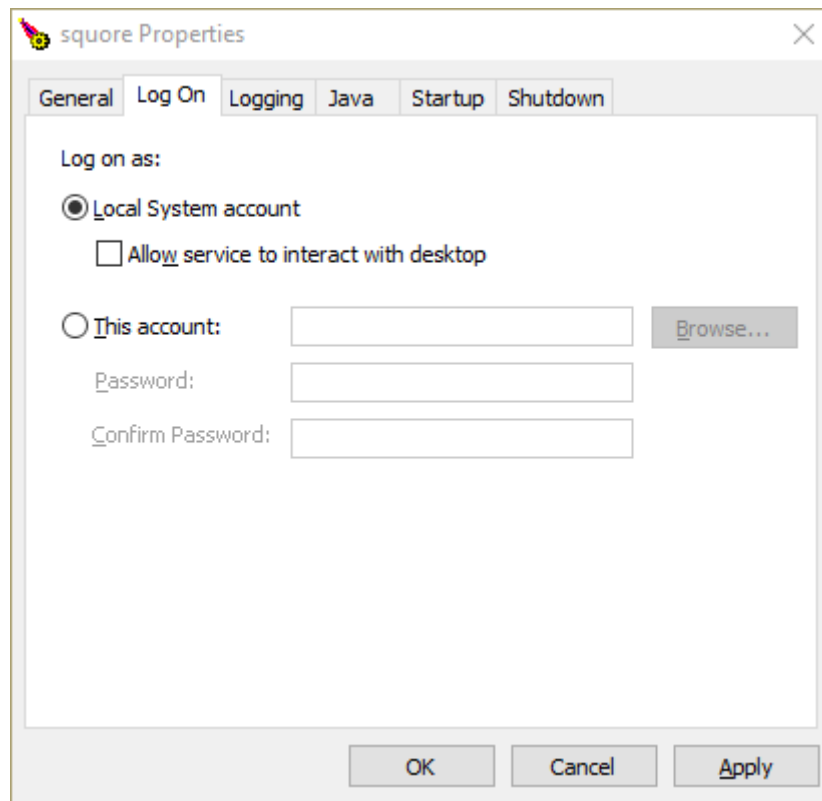 squore Properties
General Log On Logging Java Startup Shutdown
Log on as:
Local System account
Allow service to interact with desktop
This account:
Browse...
Password:
Confirm Password:
OK Cancel Apply